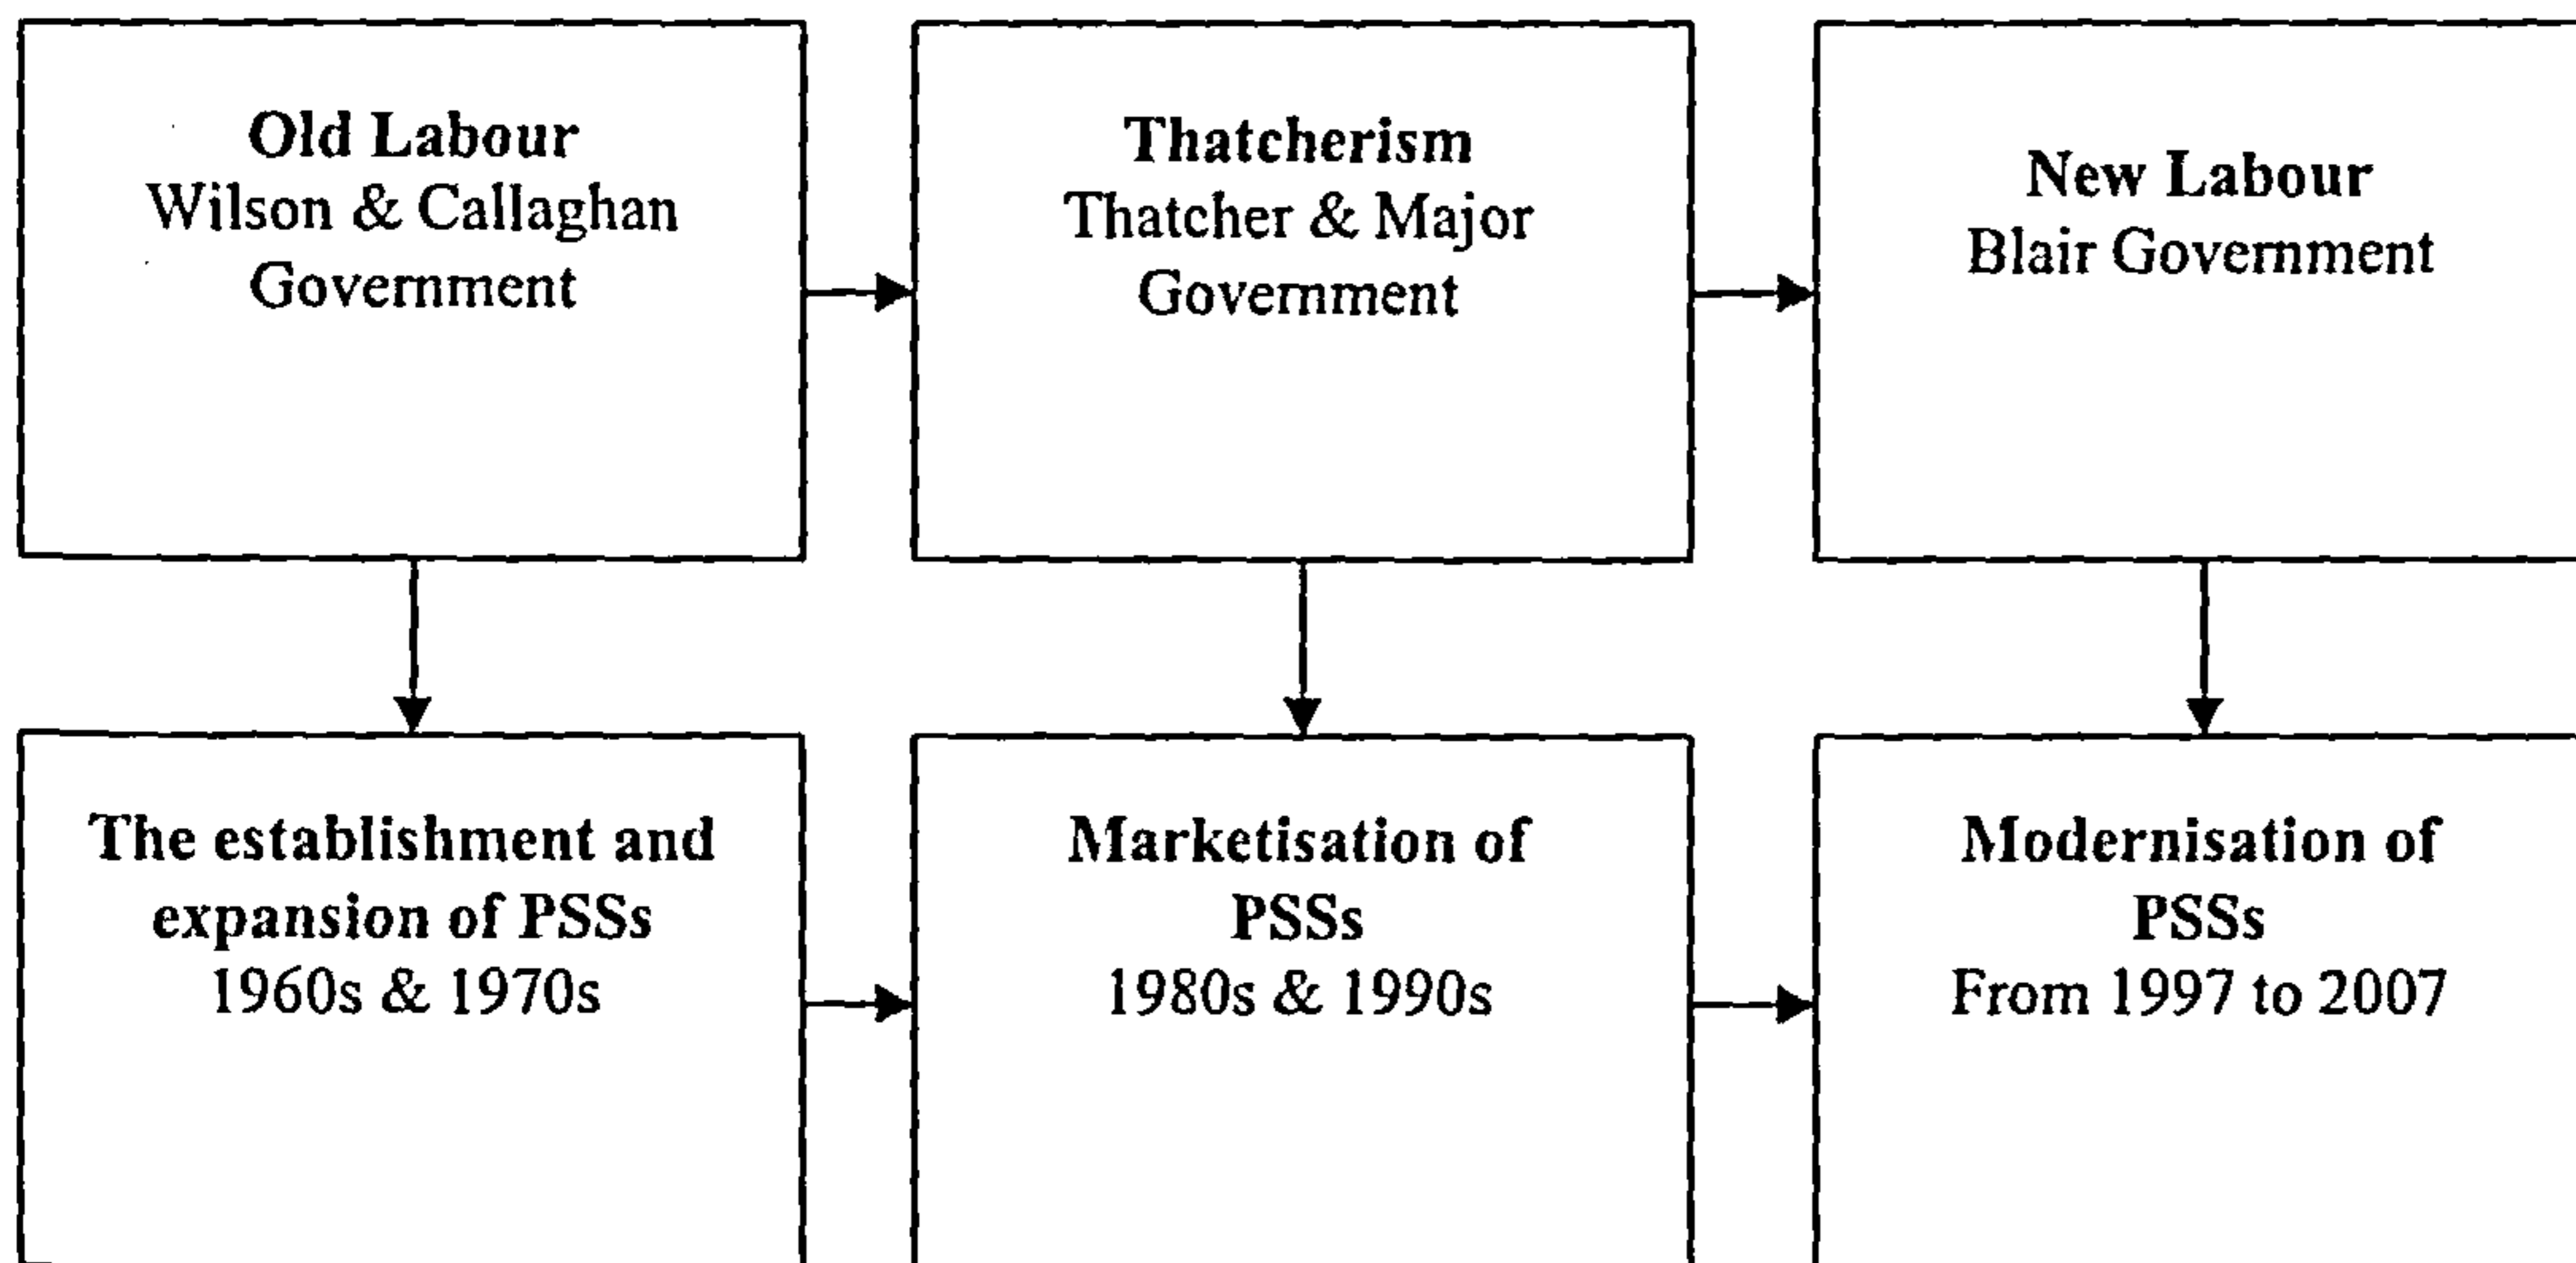 Old Labour
Wilson & Callaghan
Government
Thatcherism
Thatcher & Major
Government
New Labour
Blair Government
The establishment and
expansion of PSSs
1960s & 1970s
Marketisation of
PSSs
1980s & 1990s
Modernisation of
PSSs
From 1997 to 2007